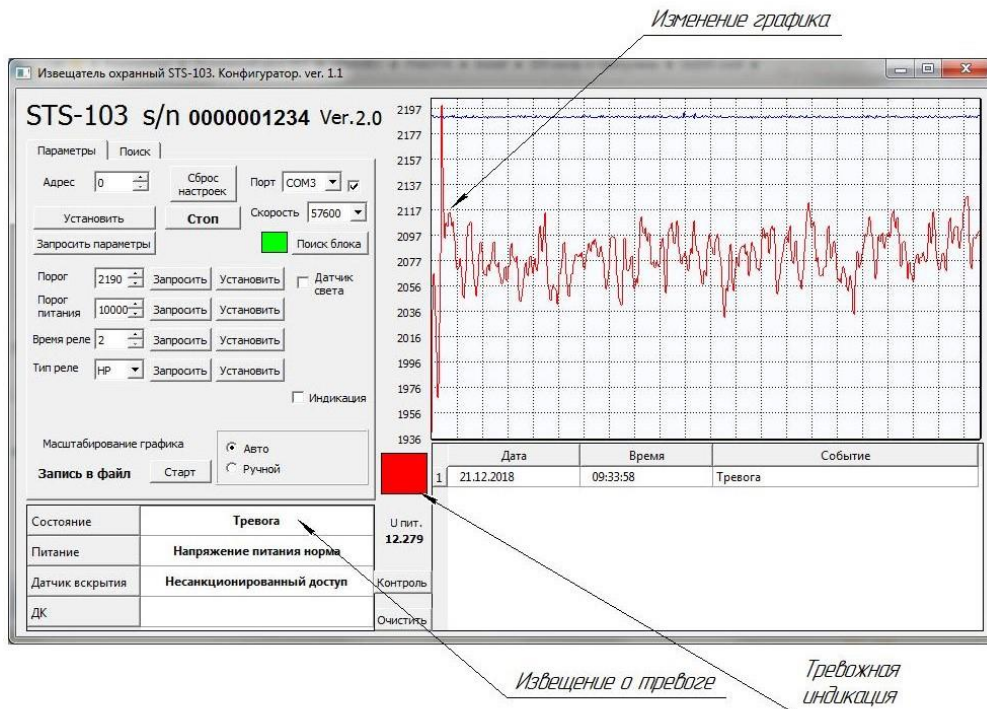 Изменение графика
Извещатель охранный STS-103. Конфигуратор. ver. 1.1
STS-103 s/n 0000001234 Ver.2.0
Параметры Поиск
Адрес 0 Сброс настроек Порт COM3
Установить Стоп Скорость 57600
Запросить параметры Поиск блока
Порог 2190 Запросить Установить Датчик света
Порог питания 10000 Запросить Установить
Время реле 2 Запросить Установить
Тип реле НР Запросить Установить
Индикация
Масштабирование графика Авто
Ручной
Запись в файл Старт
2197
2177
2157
2137
2117
2097
2077
2056
2036
2016
1996
1976
1956
1936
Дата Время Событие
1 21.12.2018 09:33:58 Тревога
Состояние Тревога
Питание Напряжение питания норма
Датчик вскрытия Несанкционированный доступ
ДК
U пит.
12.279
Контроль
Очистить
Извещение о тревоге
Тревожная
индикация